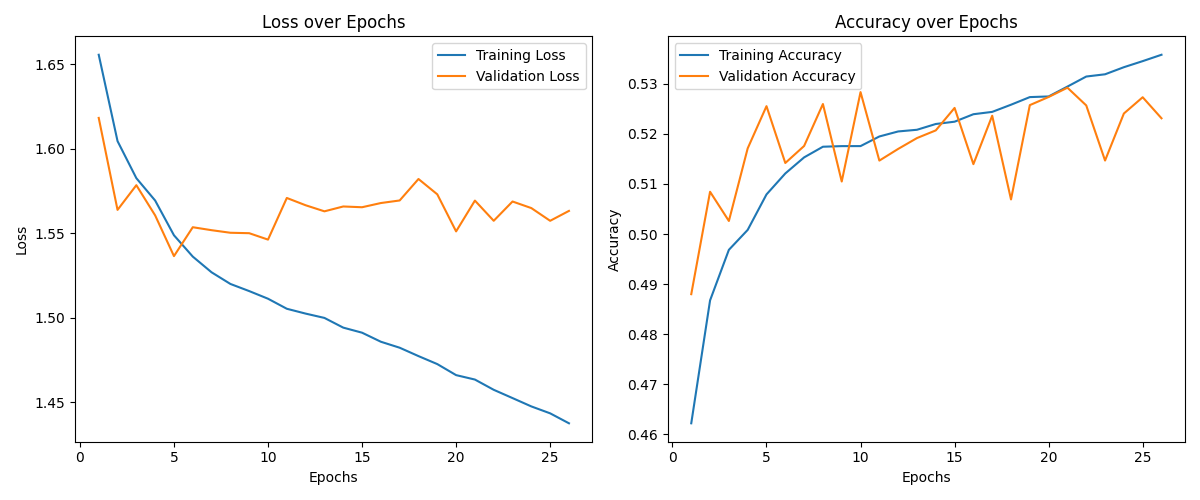 Loss over Epochs
Training Loss
Validation Loss
1.65
1.60
1.55
1.50
1.45
Loss
0
5
10
15
20
25
Epochs
Accuracy over Epochs
Training Accuracy
Validation Accuracy
0.53
0.52
0.51
0.50
0.49
0.48
0.47
0.46
Accuracy
0
5
10
15
20
25
Epochs